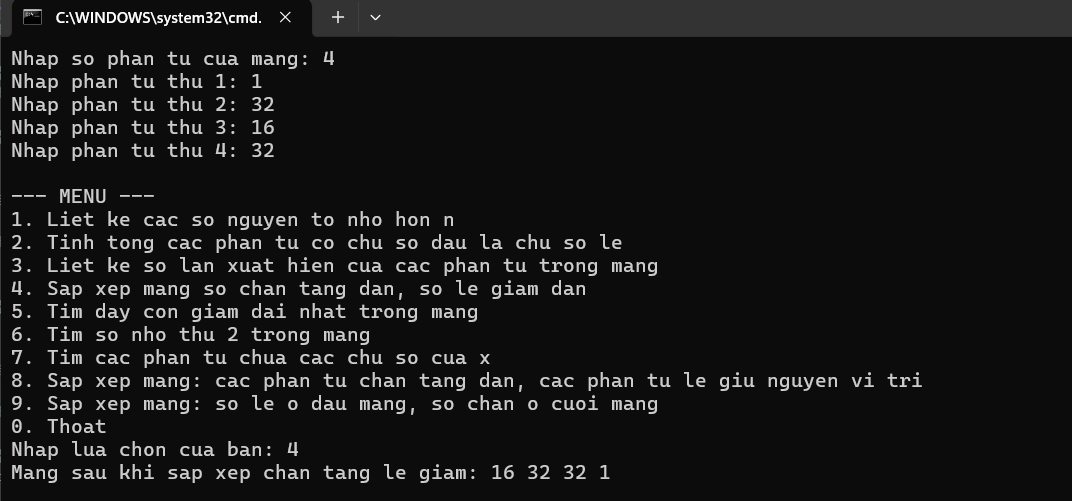 C:\WINDOWS\system32\cmd.
Nhap so phan tu cua mang: 4
Nhap phan tu thu 1: 1
Nhap phan tu thu 2: 32
Nhap phan tu thu 3: 16
Nhap phan tu thu 4: 32
--- MENU ---
1. Liet ke cac so nguyen to nho hon n
2. Tinh tong cac phan tu co chu so dau la chu so le
3. Liet ke so lan xuat hien cua cac phan tu trong mang
4. Sap xep mang so chan tang dan, so le giam dan
5. Tim day con giam dai nhat trong mang
6. Tim so nho thu 2 trong mang
7. Tim cac phan tu chua cac chu so cua x
8. Sap xep mang: cac phan tu chan tang dan, cac phan tu le giu nguyen vi tri
9. Sap xep mang: so le o dau mang, so chan o cuoi mang
0. Thoat
Nhap lua chon cua ban: 4
Mang sau khi sap xep chan tang le giam: 16 32 32 1